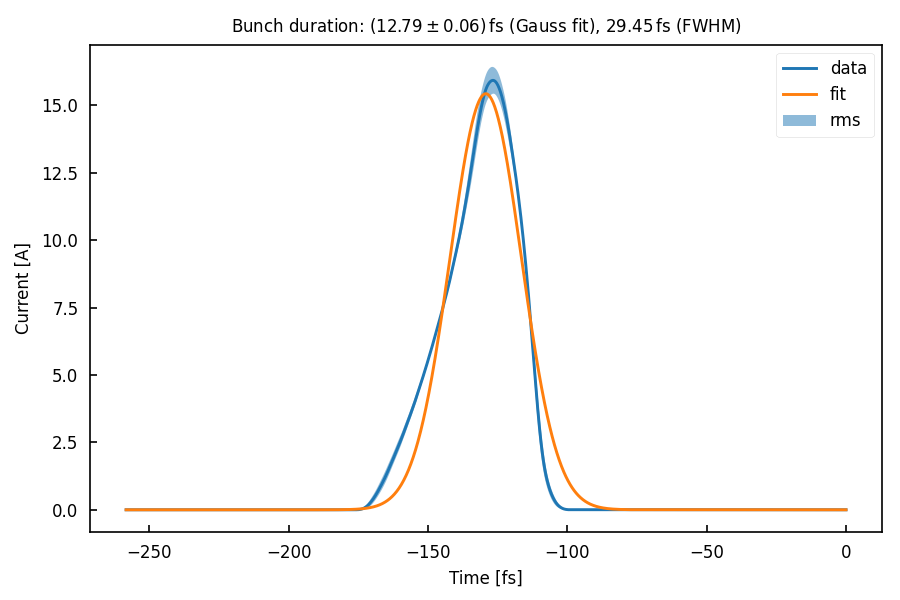 Bunch duration: (12.79 ± 0.06) fs (Gauss fit), 29.45 fs (FWHM)
data
fit
rms
15.0
12.5
10.0
7.5
5.0
2.5
0.0
Current [A]
−250
−200
−150
−100
−50
0
Time [fs]